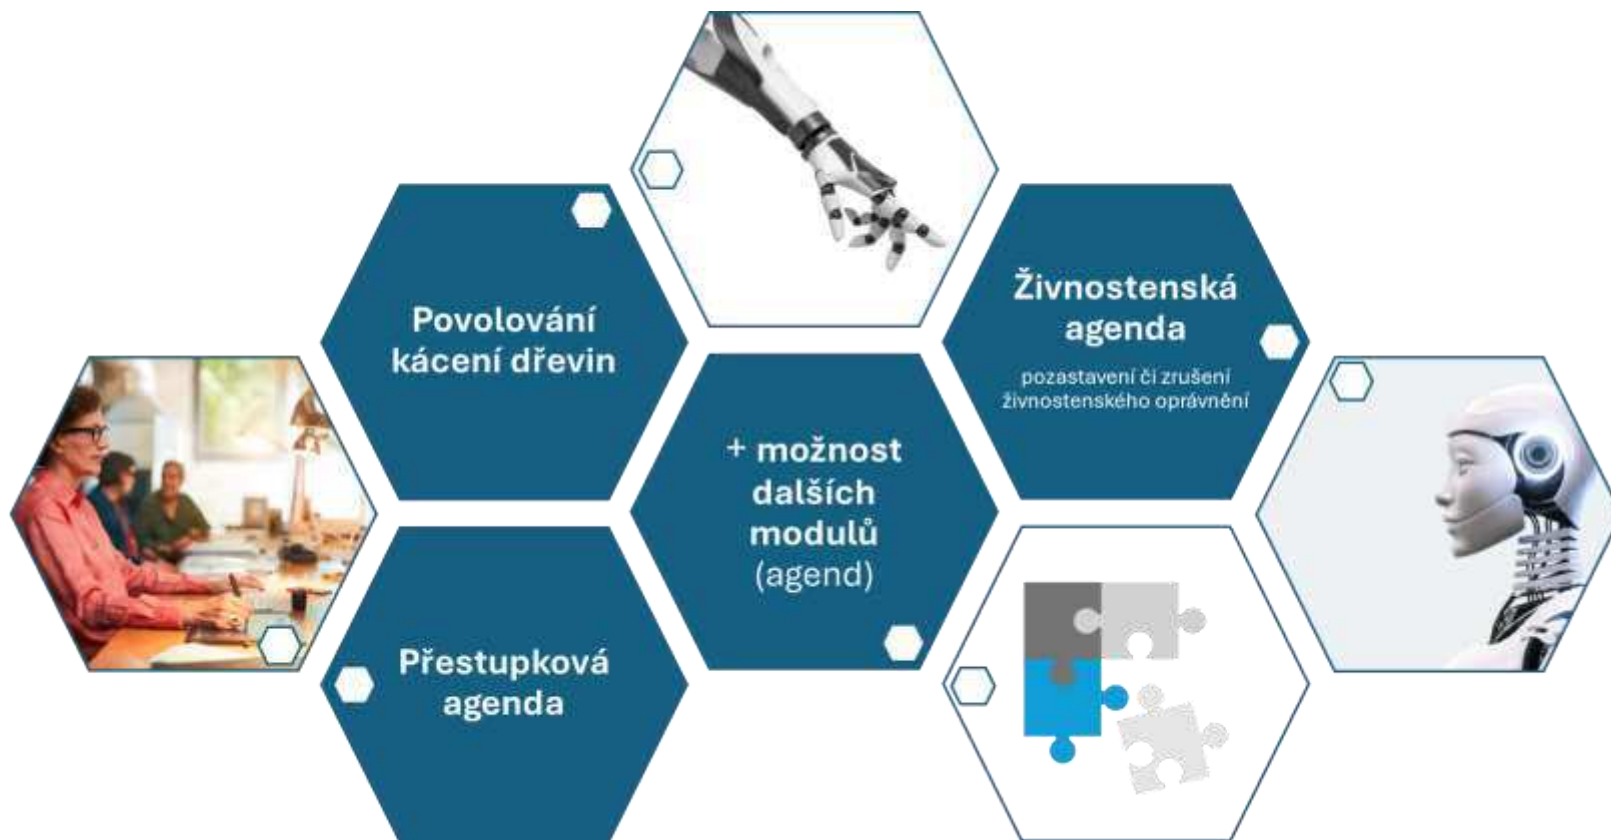 Povolování
kácení dřevin
Přestupková
agenda
+ možnost
dalších
modulů
(agend)
Živnostenská
agenda
pozastavení či zrušení
živnostenského oprávnění